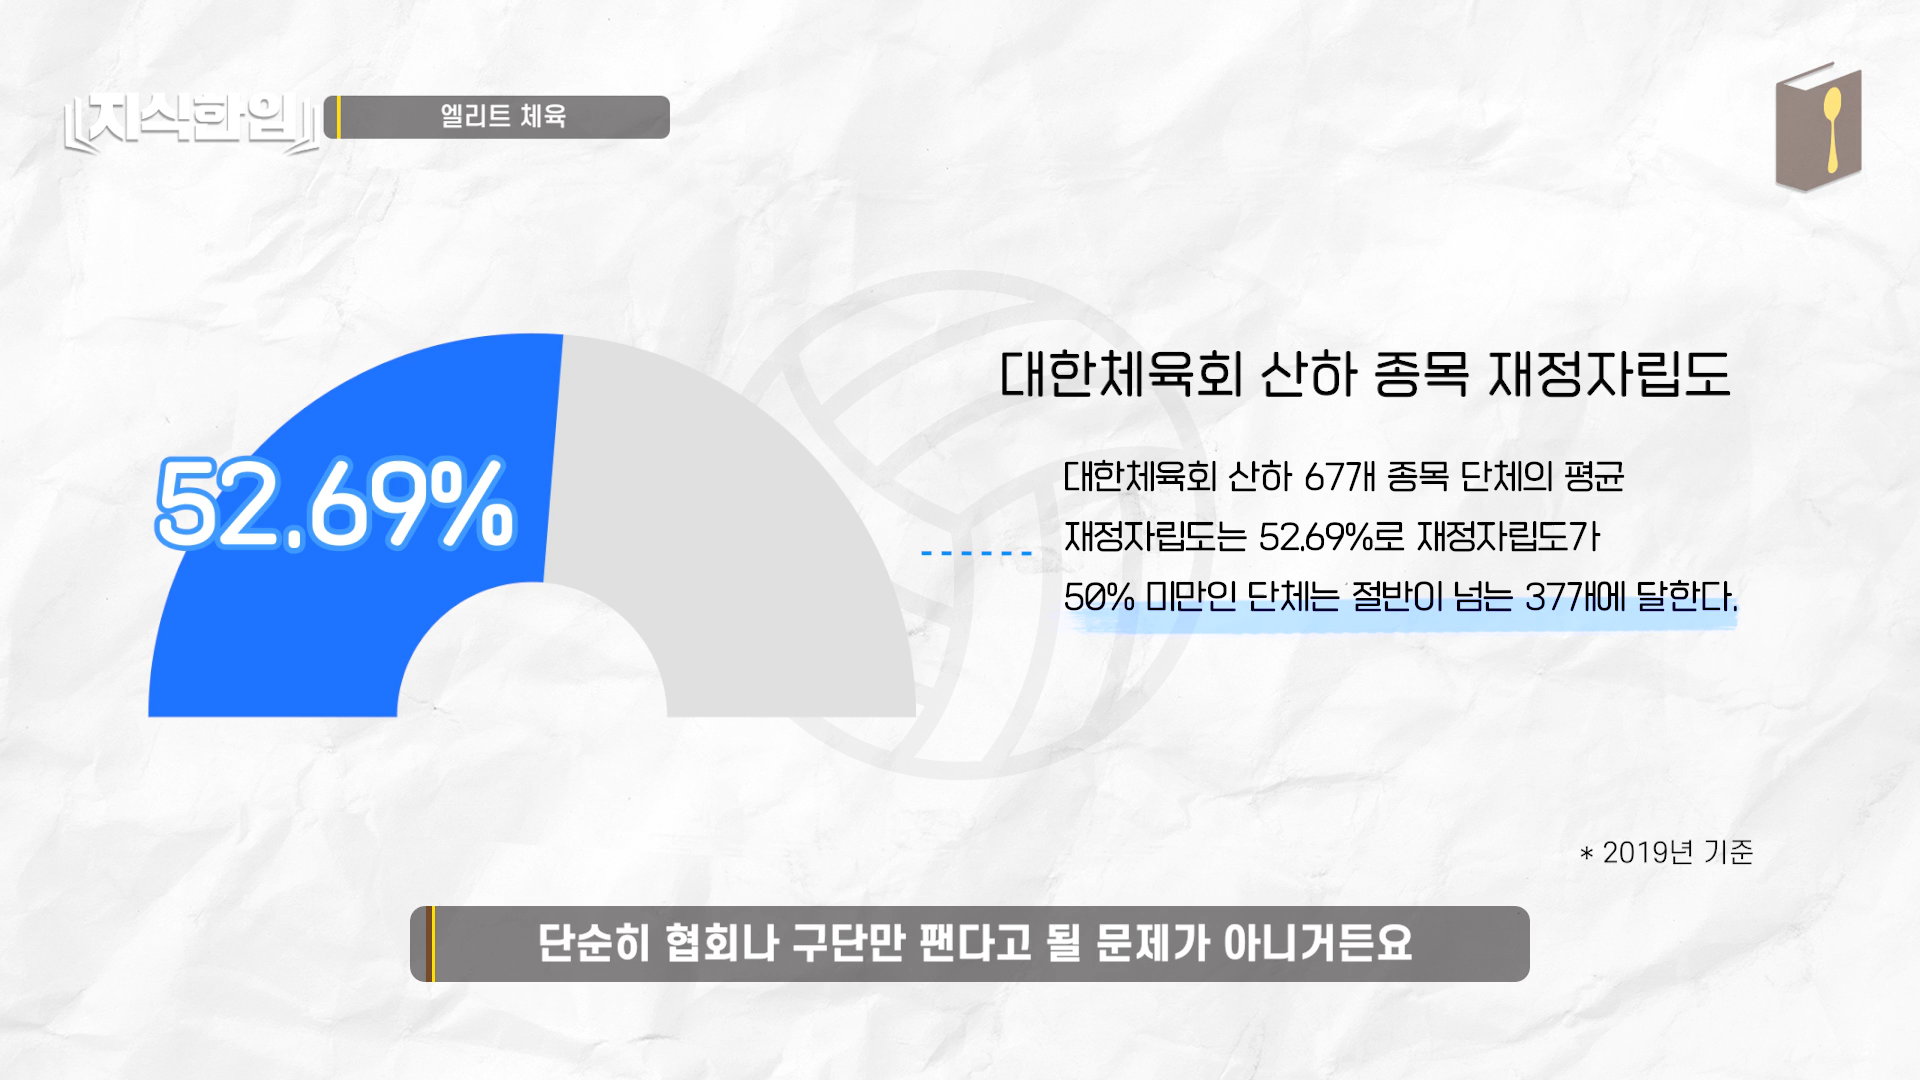 지식한입
엘리트 체육
52.69%
대한체육회 산하 종목 재정자립도
대한체육회 산하 67개 종목 단체의 평균
재정자립도는 52.69%로 재정자립도가
50% 미만인 단체는 절반이 넘는 37개에 달한다.
* 2019년 기준
단순히 협회나 구단만 팬다고 될 문제가 아니거든요